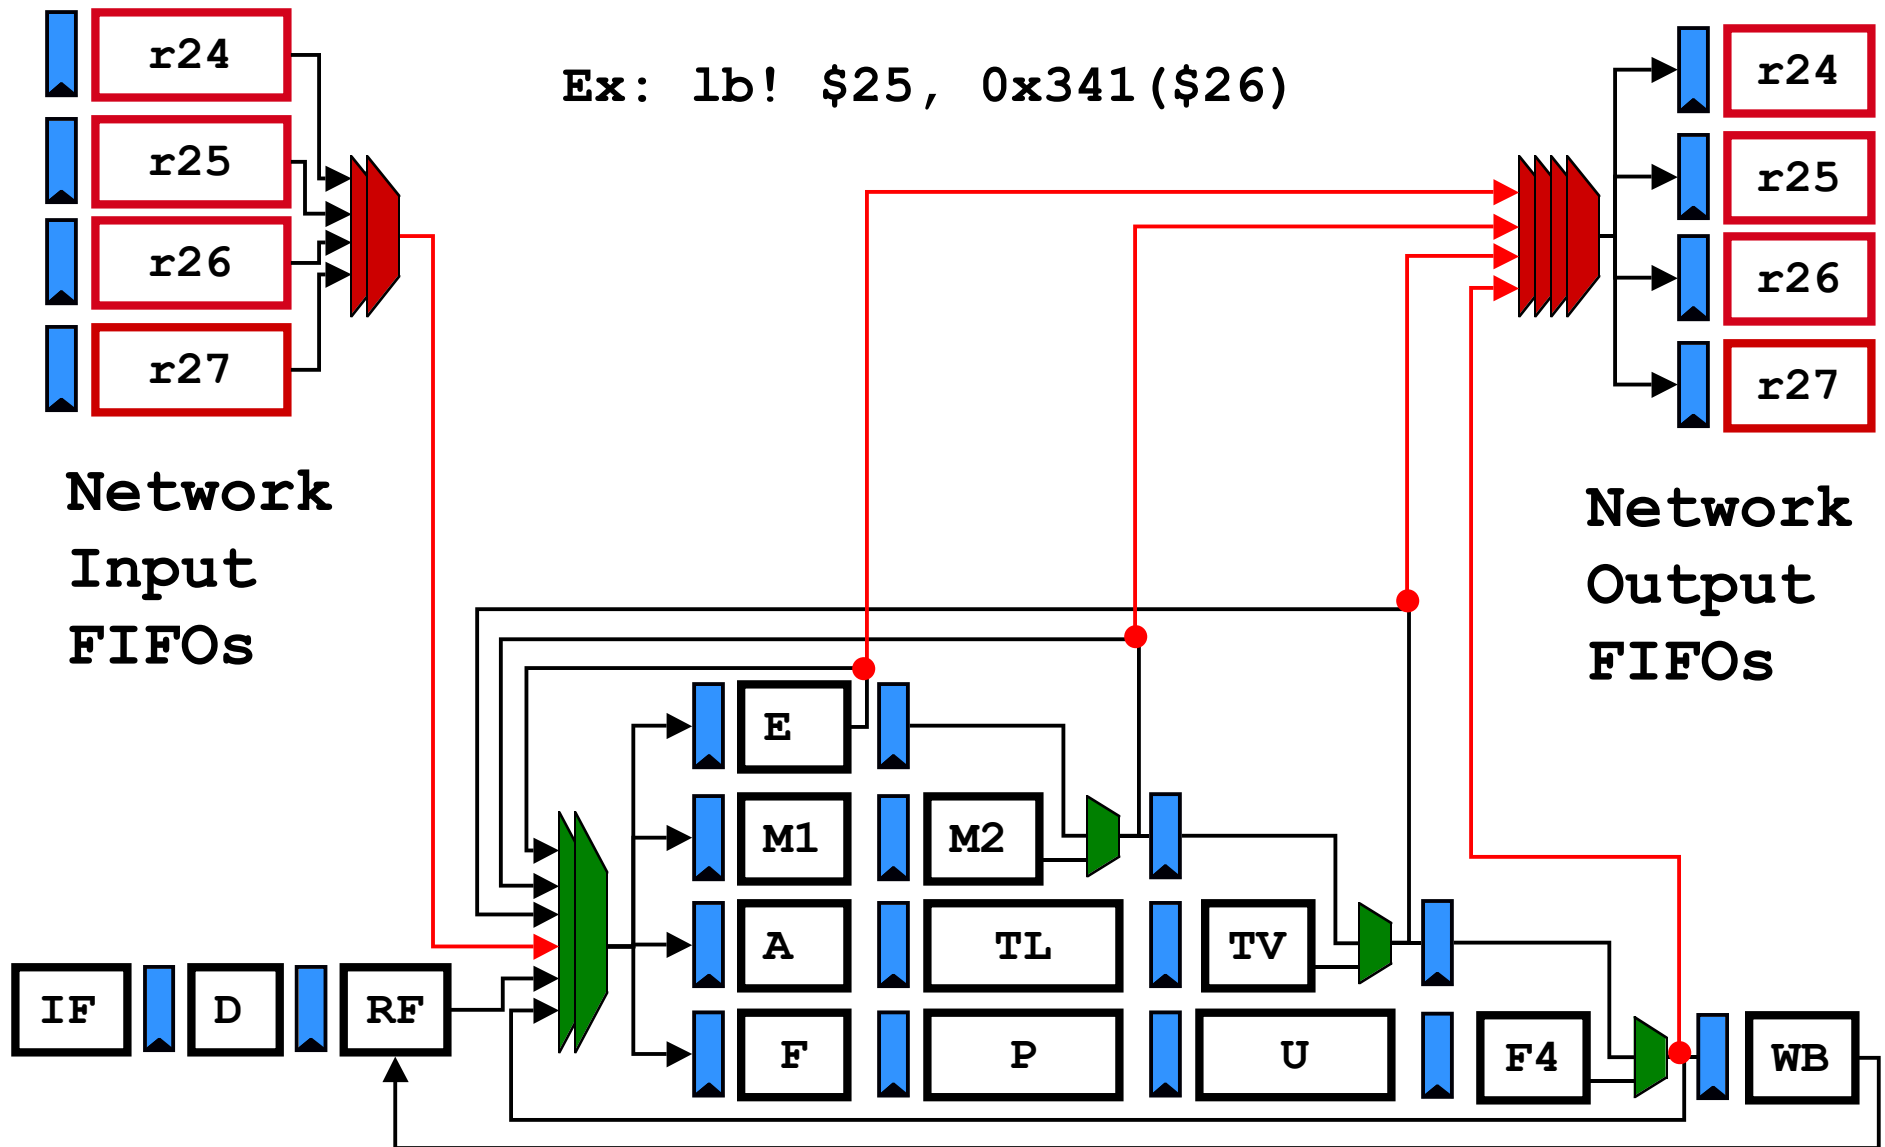 Ex: lb! $25, 0x341($26)
r24
r25
r26
r27
Network
Input
FIFOs
r24
r25
r26
r27
Network
Output
FIFOs
E
M1 M2
A TL TV
IF D RF F P U F4 WB